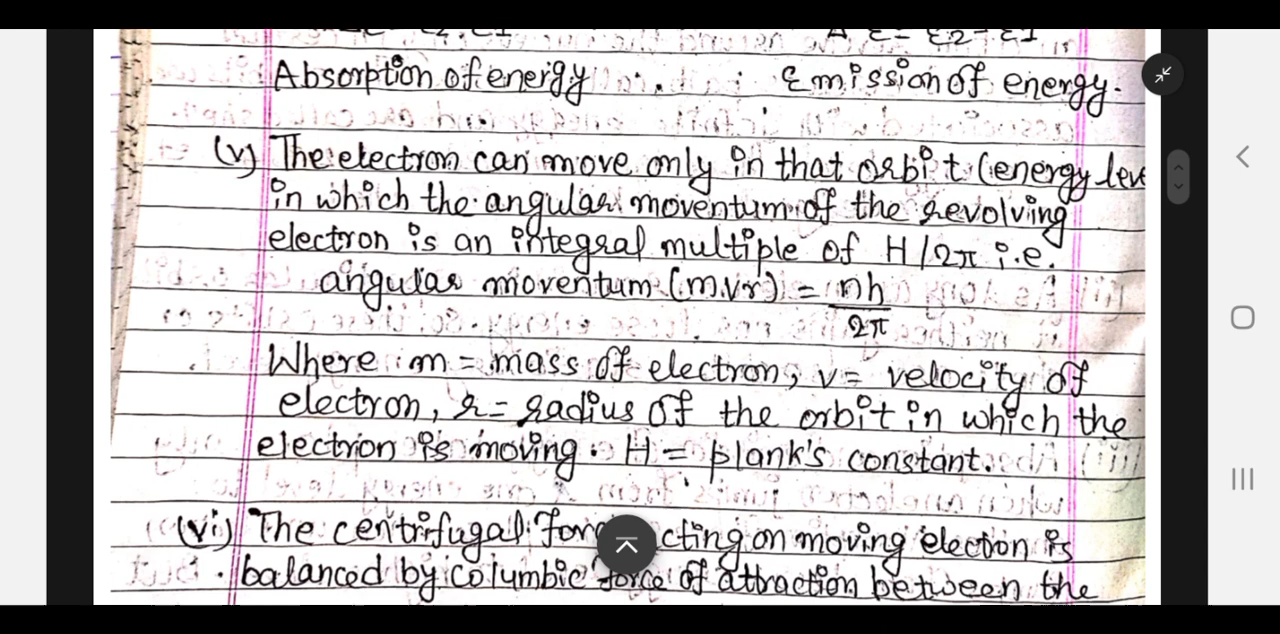 Absorption of energy Emission of energy.
(v) The electron can move only in that orbit (energy leve
in which the angular moventum of the revolving
electron is an integral multiple of H/2π i.e.
angular moventum (mvr) = nh
2π
Where m = mass of electron, v = velocity of
electron, r = radius of the orbit in which the
electrion is moving. H = plank's constant.
(vi) The centrifugal cting on moving election is
balanced by columbic force of attraction between the